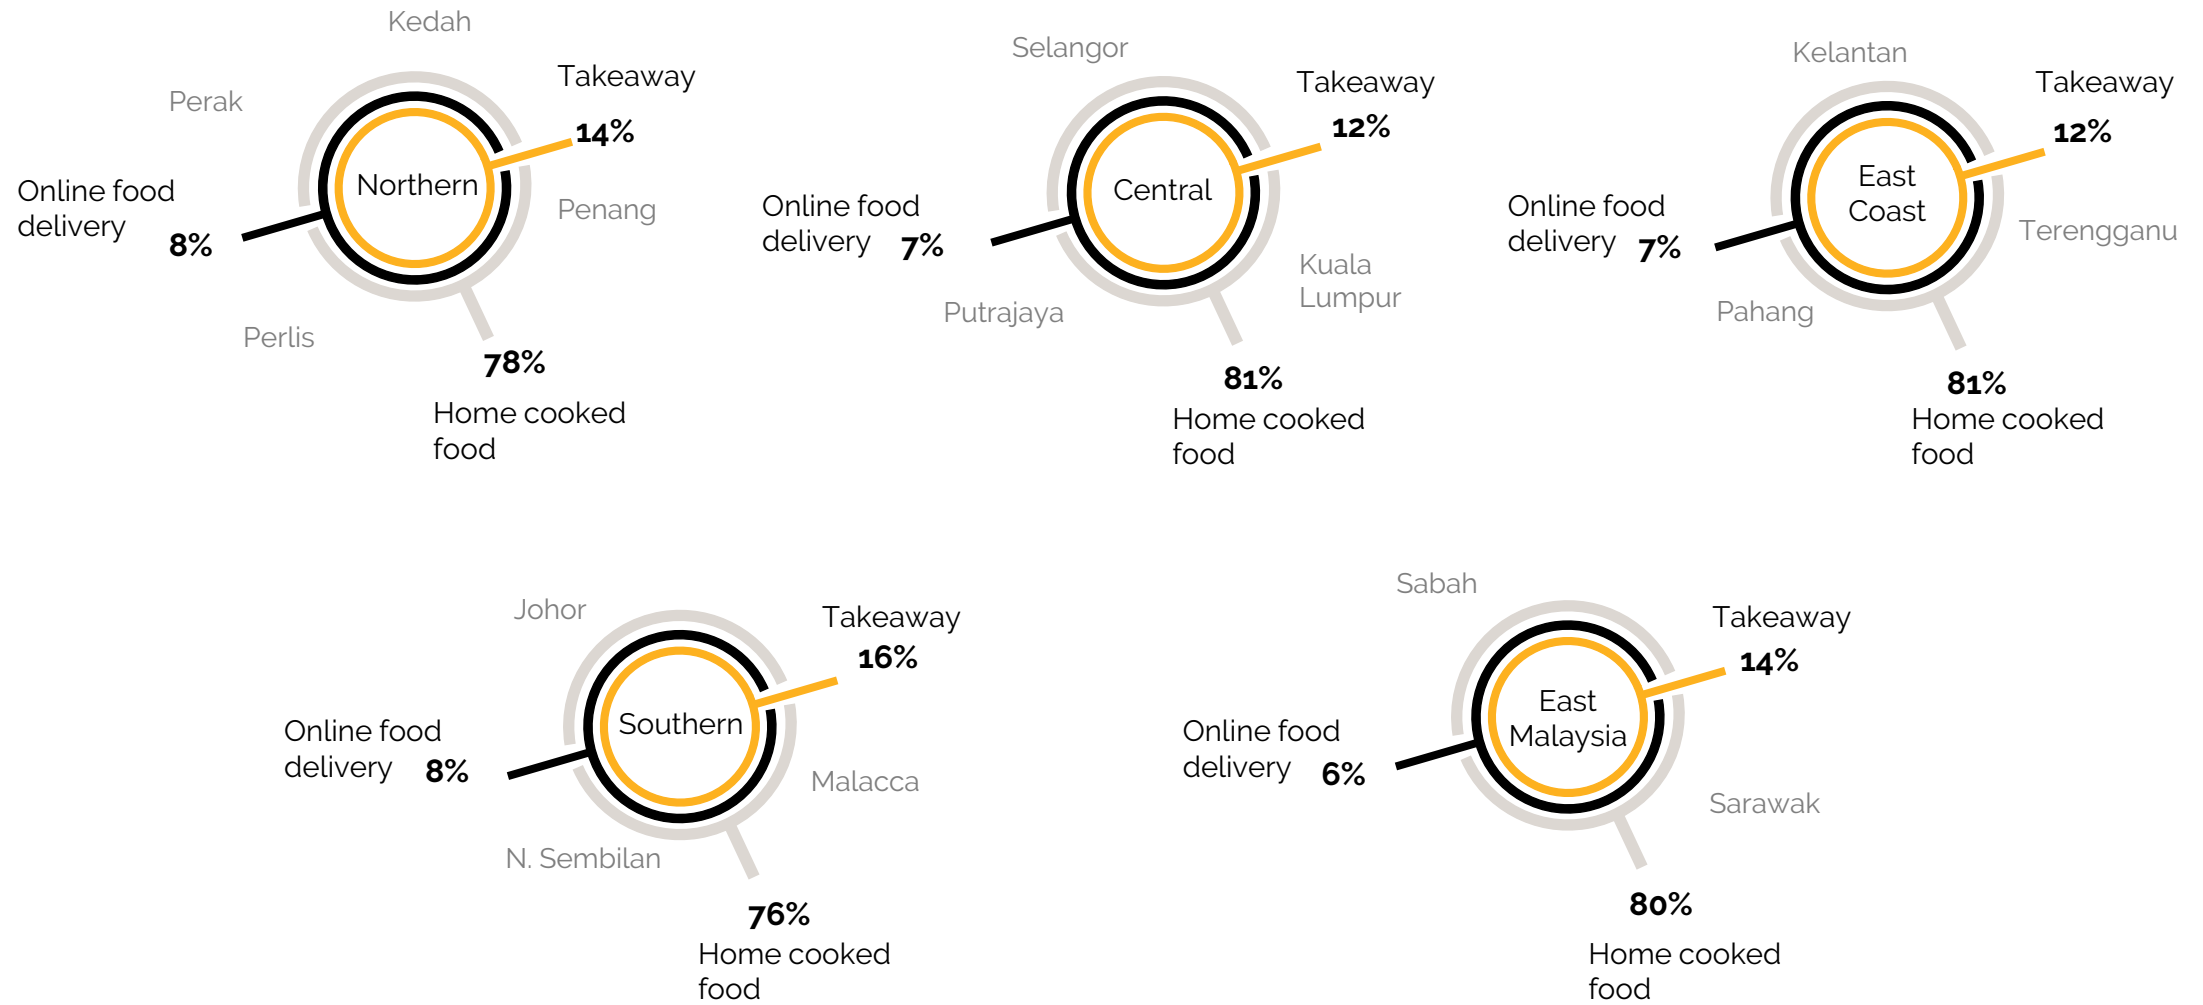 Kedah
Perak
Takeaway
14%
Online food
delivery
8%
Northern
Penang
Perlis
78%
Home cooked
food
Selangor
Takeaway
12%
Online food
delivery 7%
Central
Kuala
Lumpur
Putrajaya
81%
Home cooked
food
Kelantan
Takeaway
12%
Online food
delivery 7%
East
Coast
Terengganu
Pahang
81%
Home cooked
food
Johor
Takeaway
16%
Online food
delivery 8%
Southern
Malacca
N. Sembilan
76%
Home cooked
food
Sabah
Takeaway
14%
Online food
delivery 6%
East
Malaysia
Sarawak
80%
Home cooked
food